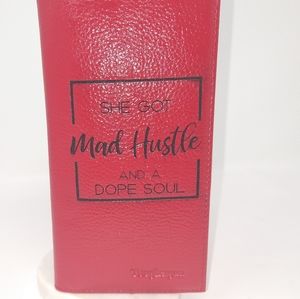 SHE GOT
Mad Hustle
AND A
DOPE SOUL